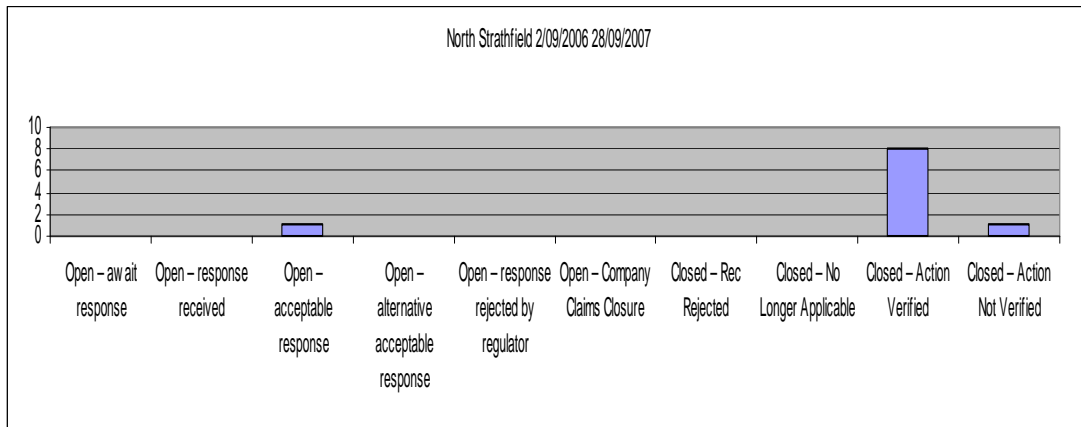 North Strathfield 2/09/2006 28/09/2007
10
8
6
4
2
0
Open – await
response
Open – response
received
Open –
acceptable
response
Open –
alternative
acceptable
response
Open – response
rejected by
regulator
Open – Company
Claims Closure
Closed – Rec
Rejected
Closed – No
Longer Applicable
Closed – Action
Verified
Closed – Action
Not Verified